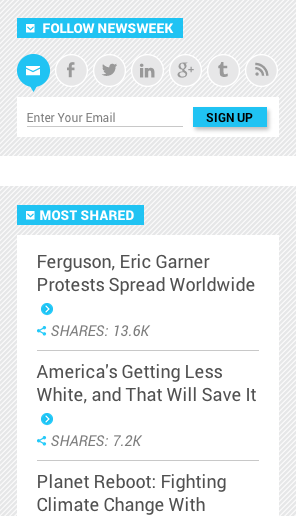 FOLLOW NEWSWEEK
f
in
g+
t
Enter Your Email
SIGN UP
MOST SHARED
Ferguson, Eric Garner
Protests Spread Worldwide
SHARES: 13.6K
America's Getting Less
White, and That Will Save It
SHARES: 7.2K
Planet Reboot: Fighting
Climate Change With